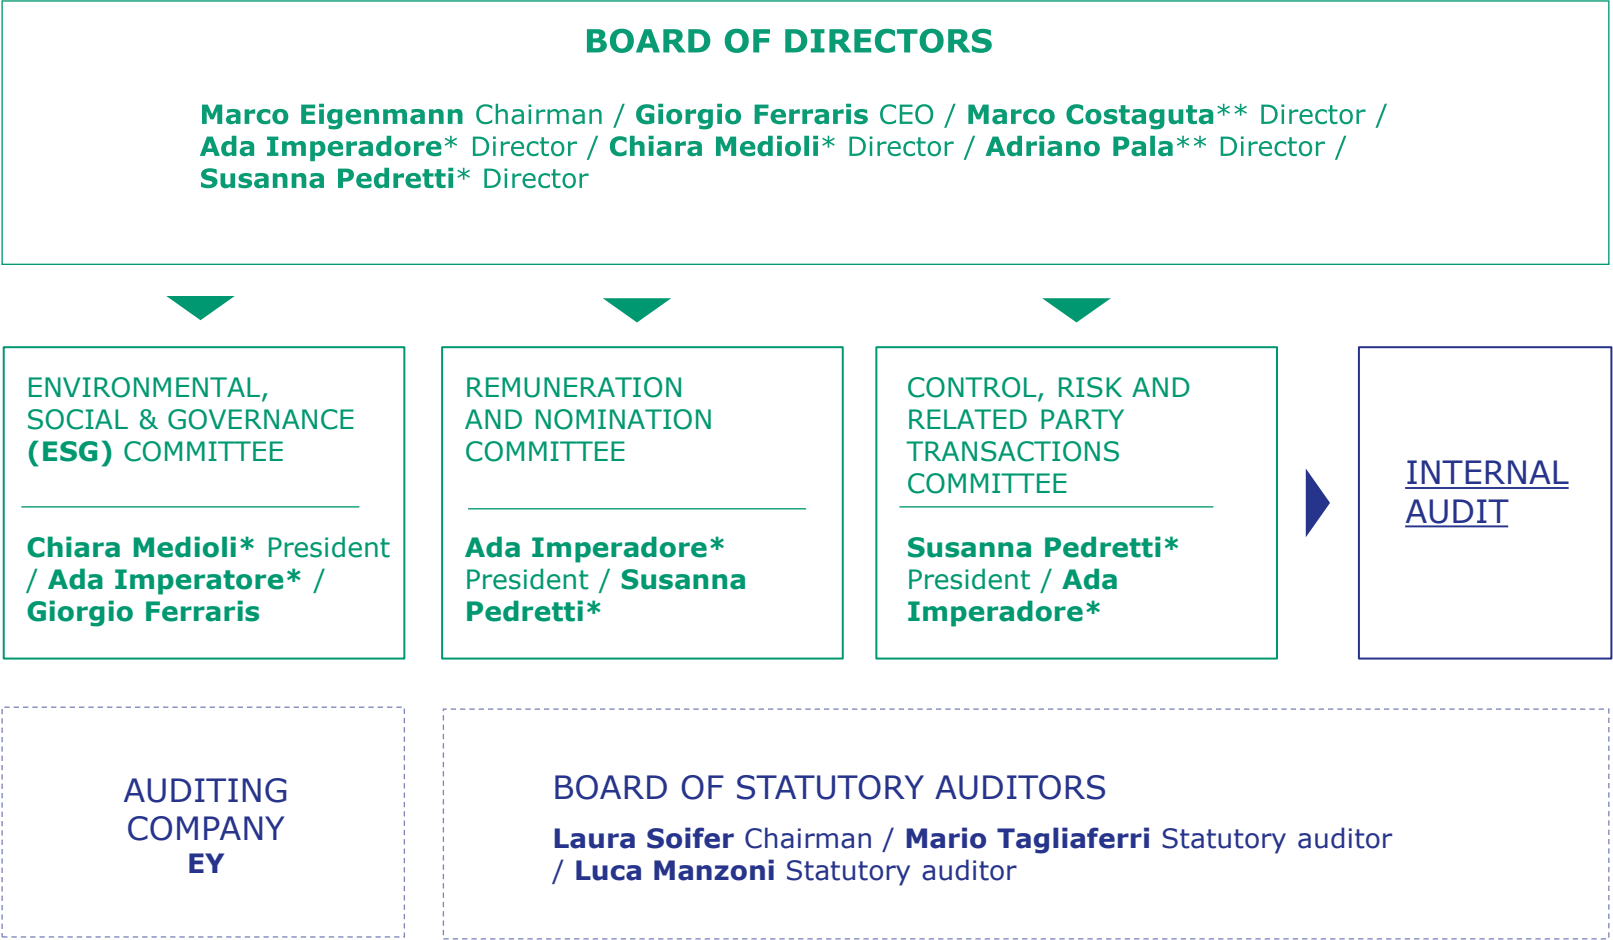 BOARD OF DIRECTORS
Marco Eigenmann Chairman / Giorgio Ferraris CEO / Marco Costaguta** Director /
Ada Imperadore* Director / Chiara Medioli* Director / Adriano Pala** Director /
Susanna Pedretti* Director
ENVIRONMENTAL,
SOCIAL & GOVERNANCE
(ESG) COMMITTEE
Chiara Medioli* President
/ Ada Imperatore* /
Giorgio Ferraris
REMUNERATION
AND NOMINATION
COMMITTEE
Ada Imperadore*
President / Susanna
Pedretti*
CONTROL, RISK AND
RELATED PARTY
TRANSACTIONS
COMMITTEE
Susanna Pedretti*
President / Ada
Imperadore*
INTERNAL
AUDIT
AUDITING
COMPANY
EY
BOARD OF STATUTORY AUDITORS
Laura Soifer Chairman / Mario Tagliaferri Statutory auditor
/ Luca Manzoni Statutory auditor